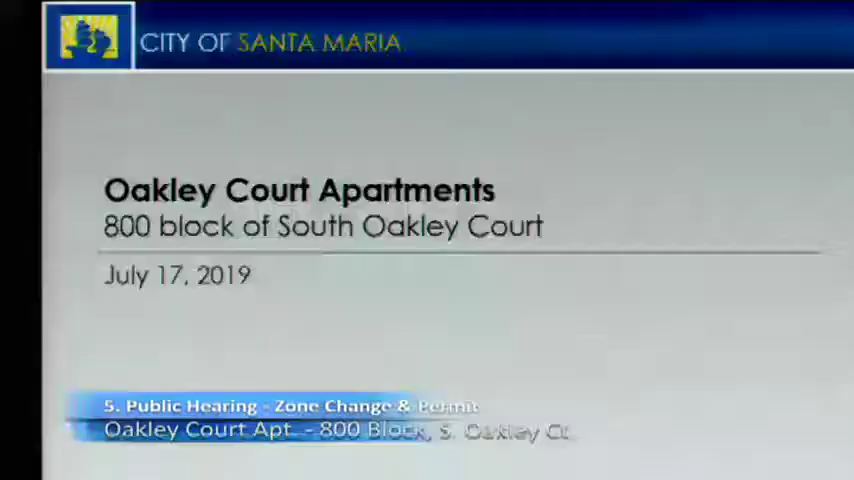 CITY OF SANTA MARIA
Oakley Court Apartments
800 block of South Oakley Court
July 17, 2019
5. Public Hearing - Zone Change & Permit
Oakley Court Apt. - 800 Block, S. Oakley Ct.